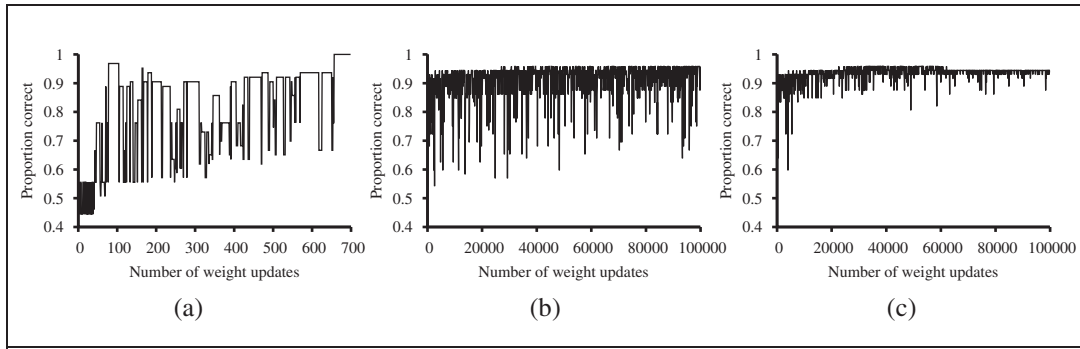 Proportion correct
1
0.9
0.8
0.7
0.6
0.5
0.4
0 100 200 300 400 500 600 700
Number of weight updates
(a)
Proportion correct
1
0.9
0.8
0.7
0.6
0.5
0.4
0 20000 40000 60000 80000 100000
Number of weight updates
(b)
Proportion correct
1
0.9
0.8
0.7
0.6
0.5
0.4
0 20000 40000 60000 80000 100000
Number of weight updates
(c)